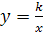 y = k/x